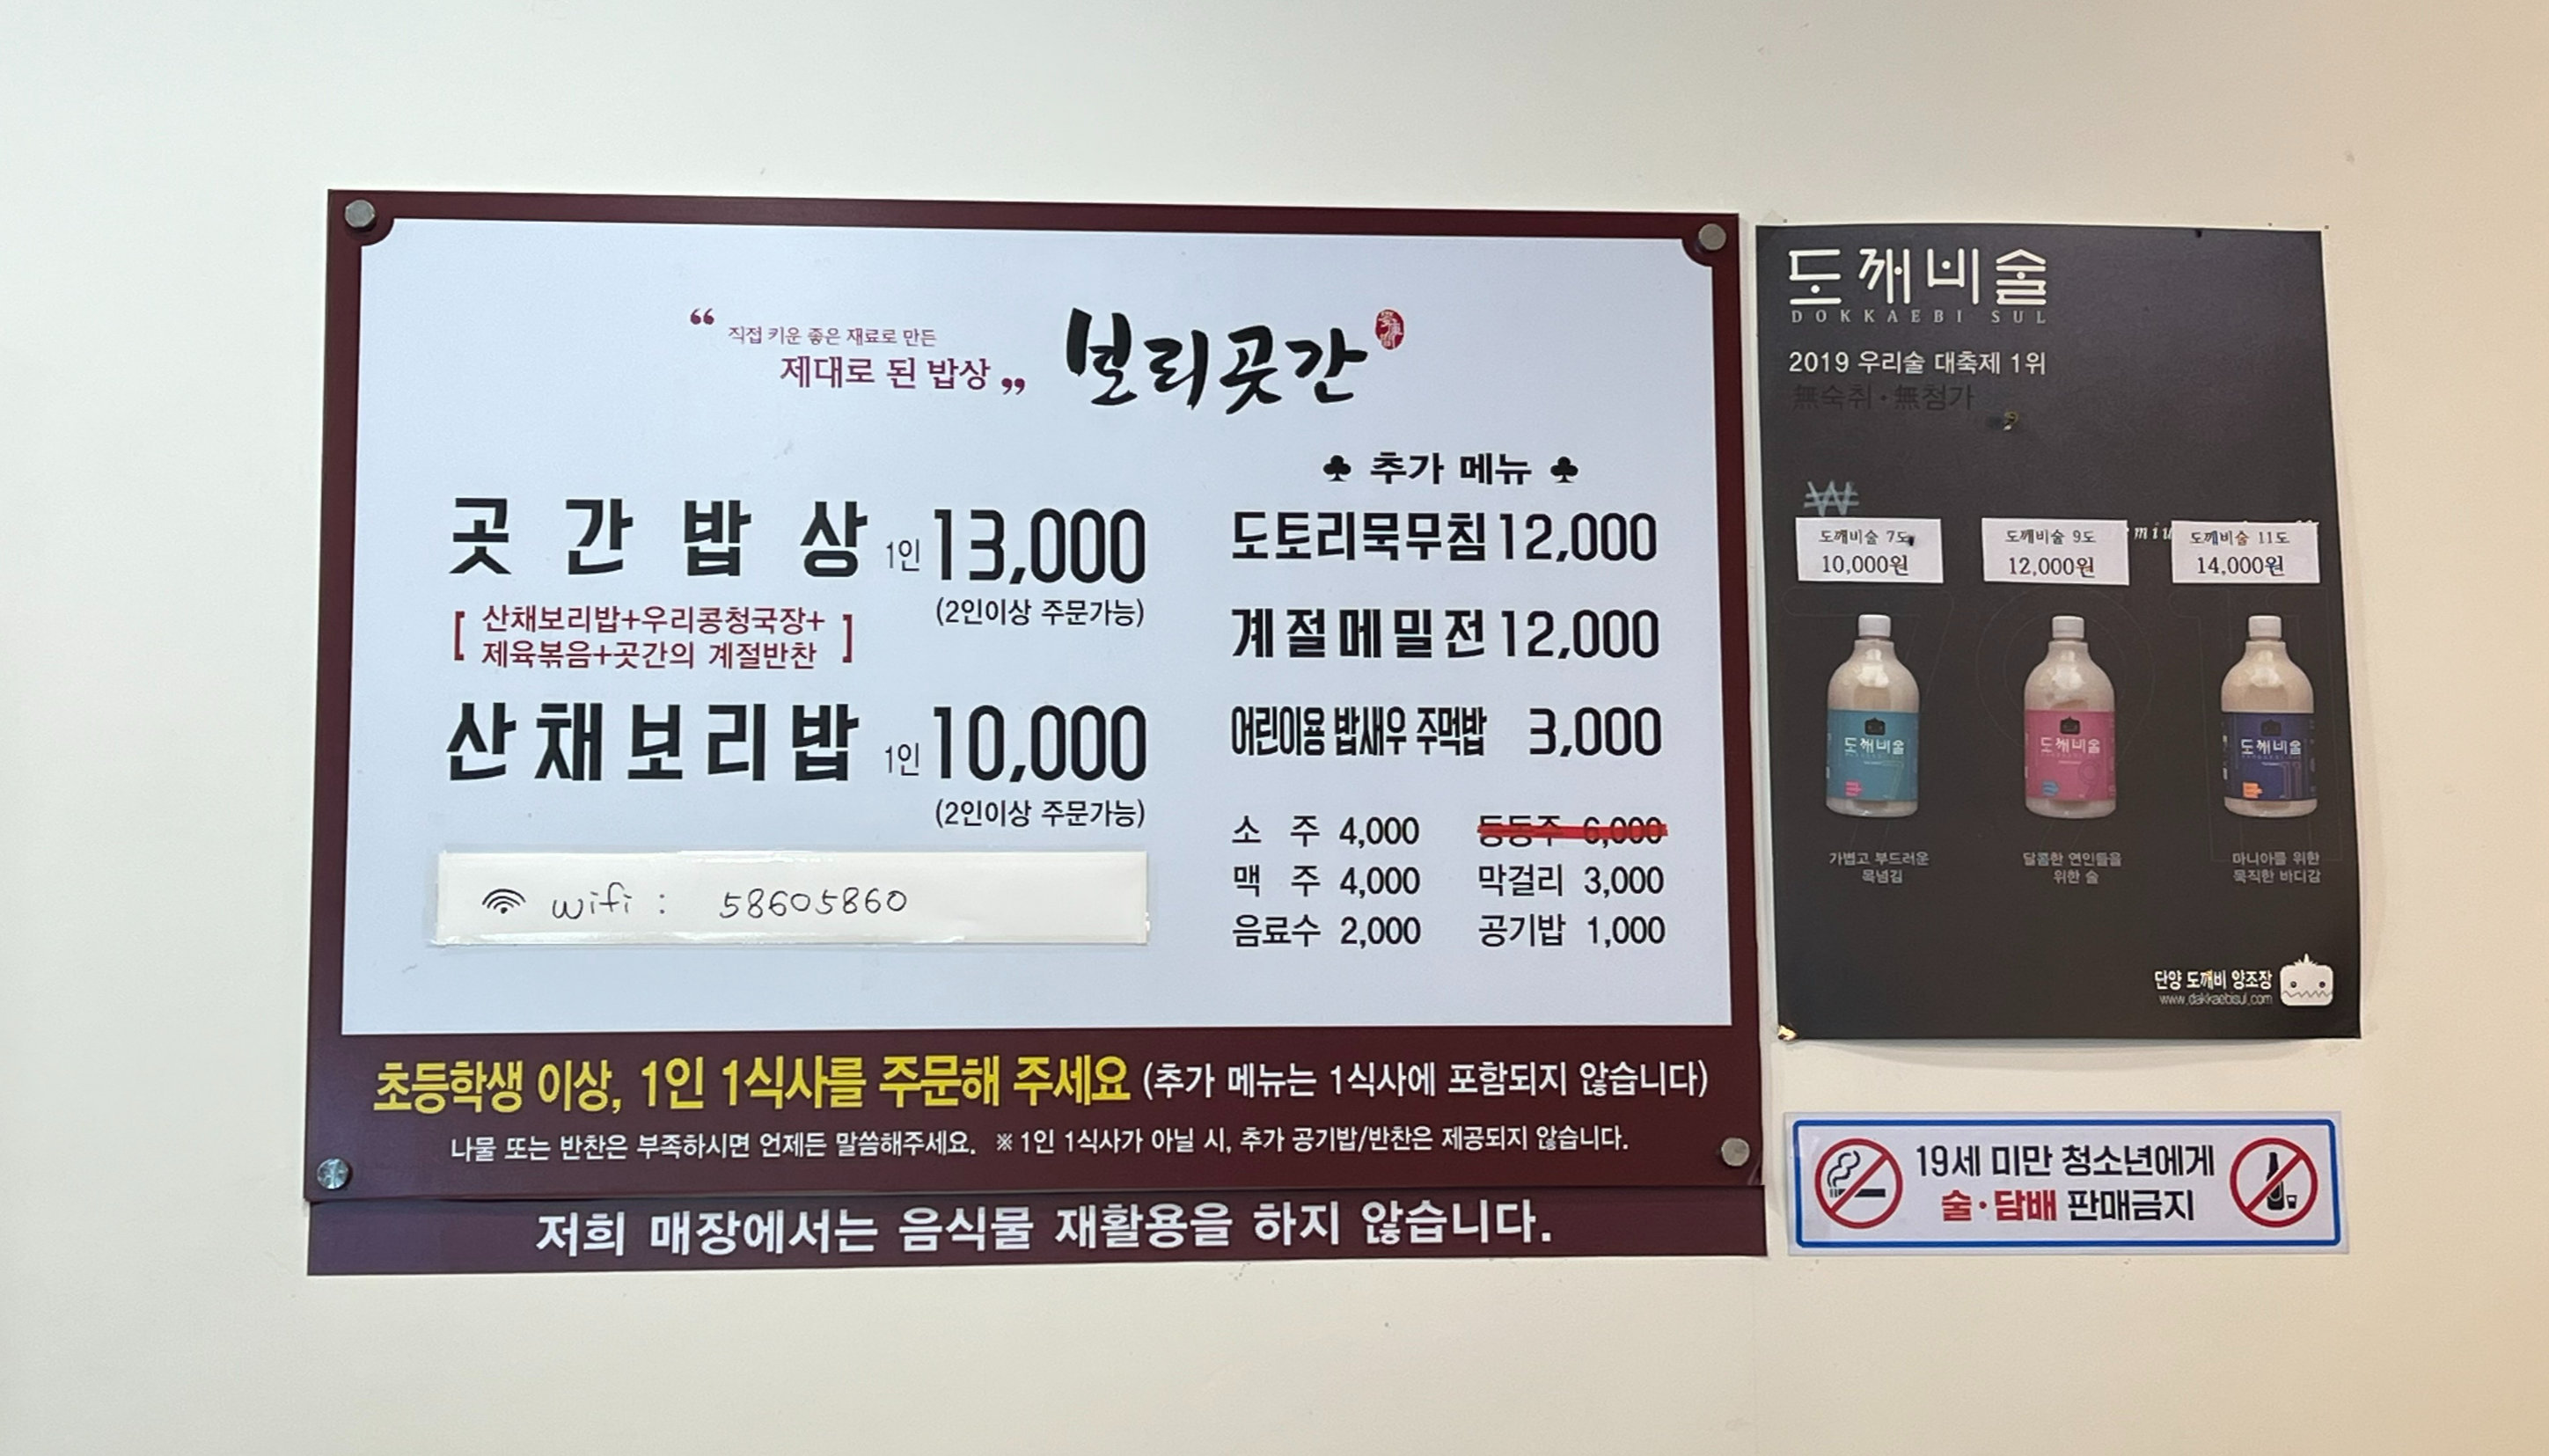 “ 직접 키운 좋은 재료로 만든
제대로 된 밥상 ”
보리곳간
곳간밥상 1인 13,000
(2인이상 주문가능)
[ 산채보리밥+우리콩청국장+
제육볶음+곳간의 계절반찬 ]
산채보리밥 1인 10,000
(2인이상 주문가능)
wifi : 58605860
♣ 추가 메뉴 ♣
도토리묵무침 12,000
계절메밀전 12,000
어린이용 밥새우 주먹밥 3,000
소 주 4,000
동동주 6,000
맥 주 4,000
막걸리 3,000
음료수 2,000
공기밥 1,000
초등학생 이상, 1인 1식사를 주문해 주세요 (추가 메뉴는 1식사에 포함되지 않습니다)
나물 또는 반찬은 부족하시면 언제든 말씀해주세요. ※ 1인 1식사가 아닐 시, 추가 공기밥/반찬은 제공되지 않습니다.
저희 매장에서는 음식물 재활용을 하지 않습니다.
도깨비술
DOKKAEBI SUL
2019 우리술 대축제 1위
無숙취·無첨가
₩
도깨비술 7도
10,000원
도깨비술 9도
12,000원
도깨비술 11도
14,000원
도깨비술
도깨비술
도깨비술
가볍고 부드러운
목넘김
달콤한 연인들을
위한 술
마니아를 위한
묵직한 바디감
단양 도깨비 양조장
www.dakkaebisul.com
19세 미만 청소년에게
술·담배 판매금지